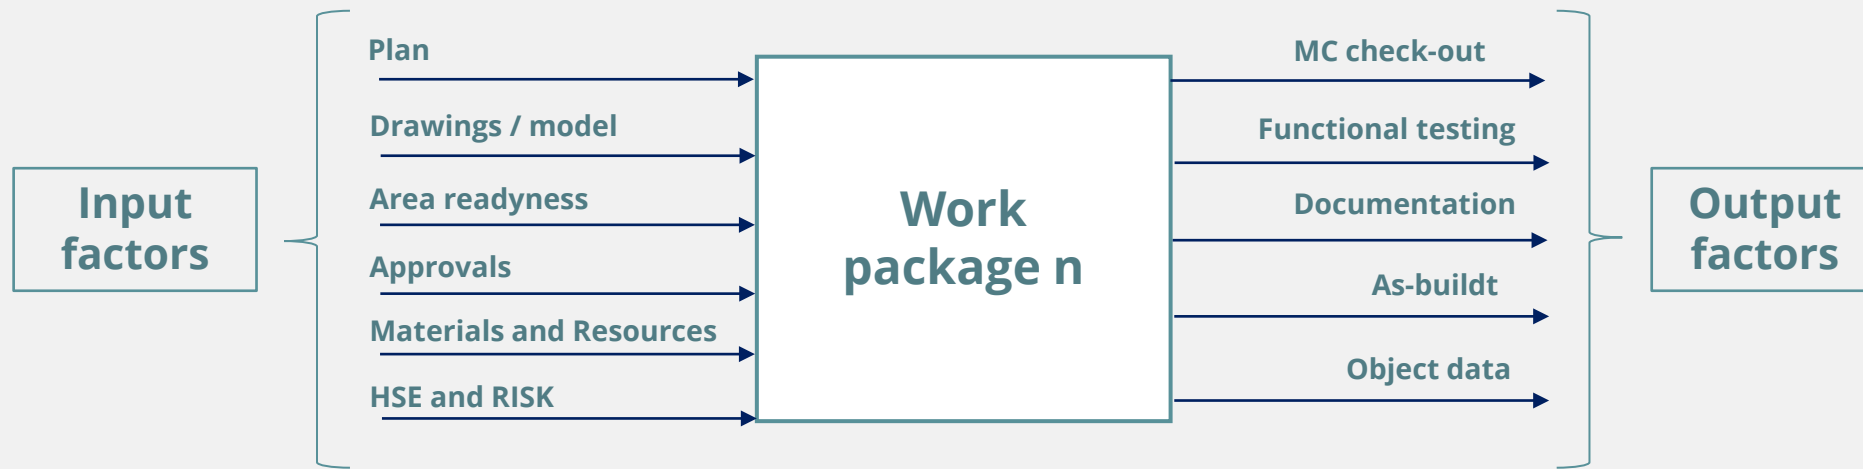 Input
factors
Plan
Drawings / model
Area readyness
Approvals
Materials and Resources
HSE and RISK
Work
package n
MC check-out
Functional testing
Documentation
As-buildt
Object data
Output
factors